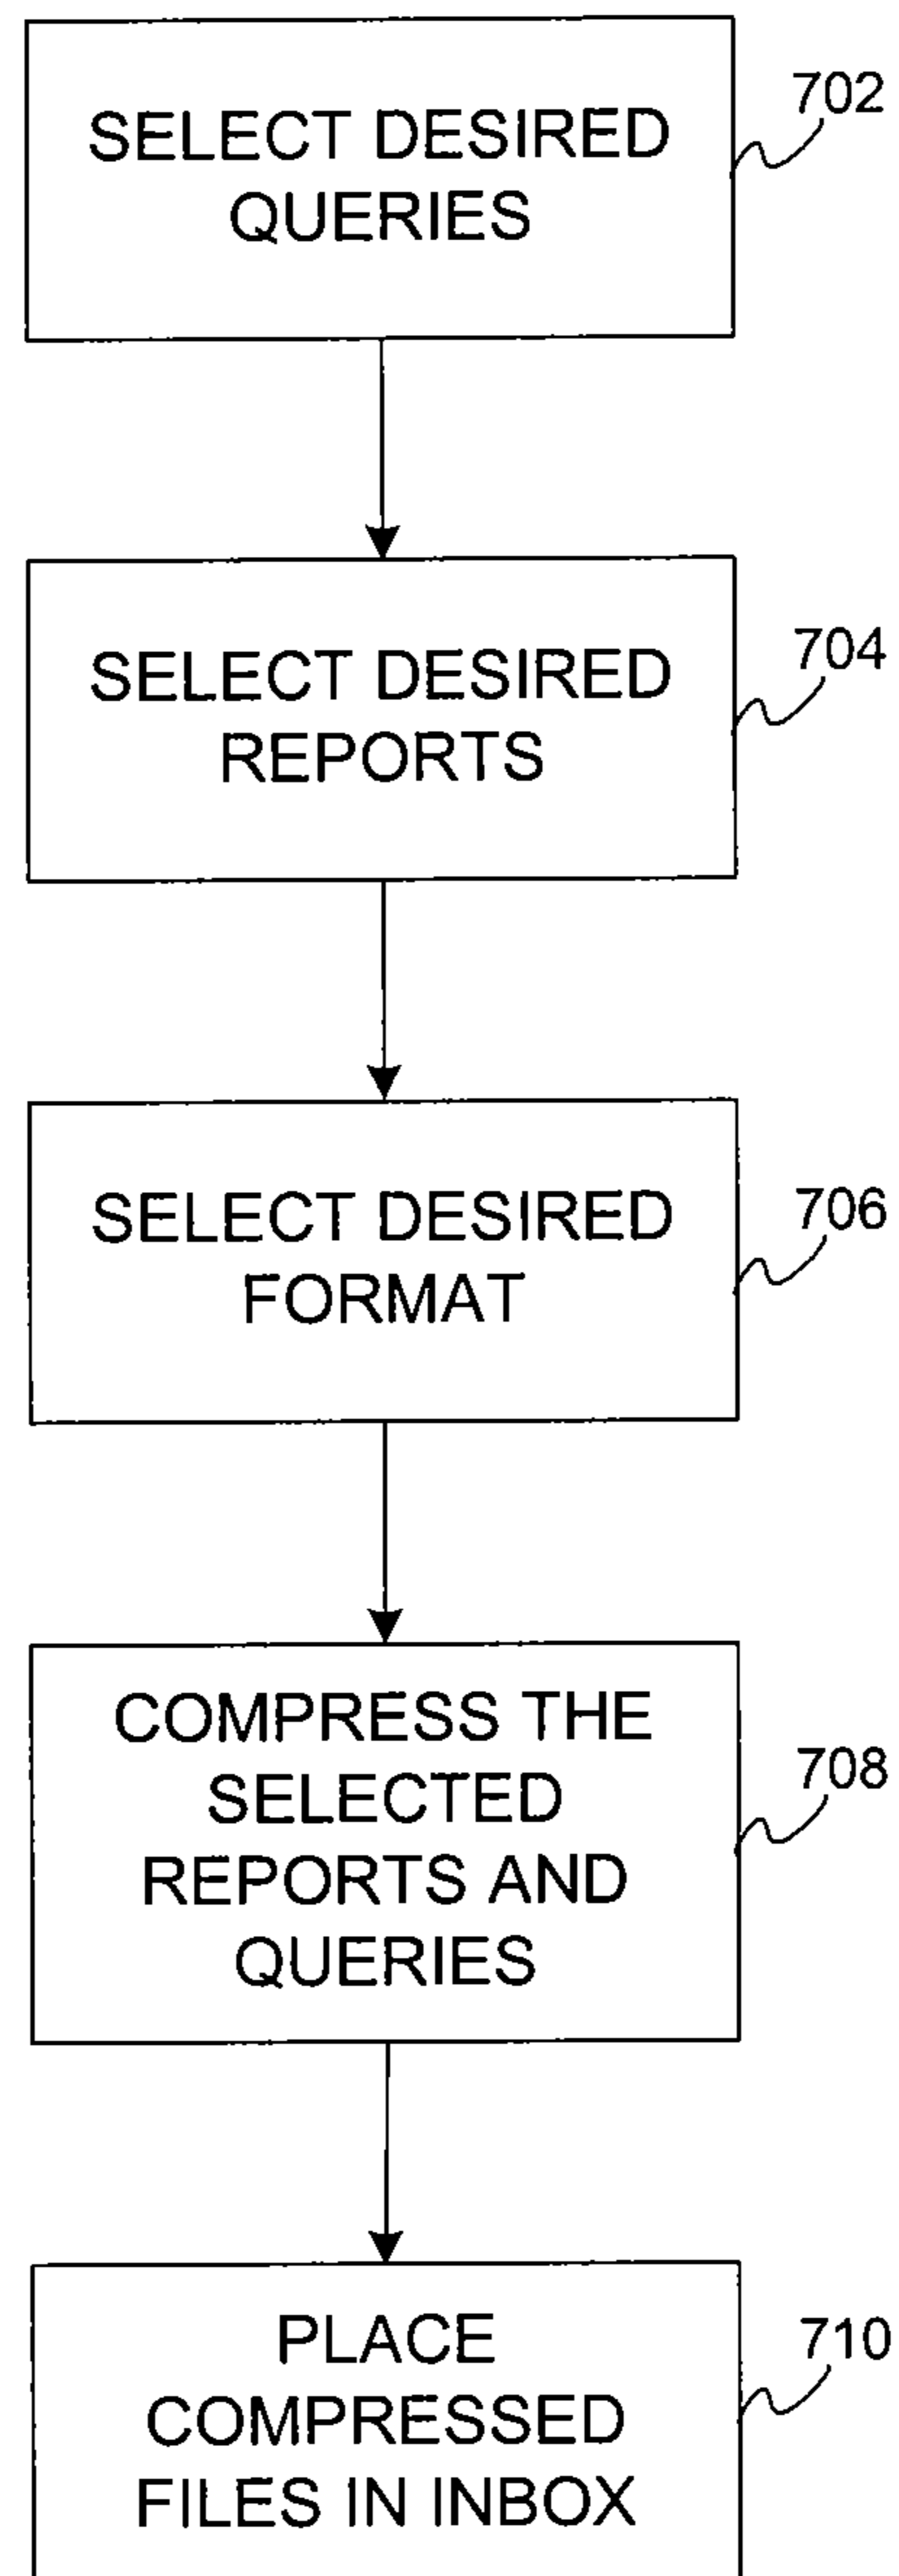 SELECT DESIRED
QUERIES
702
SELECT DESIRED
REPORTS
704
SELECT DESIRED
FORMAT
706
COMPRESS THE
SELECTED
REPORTS AND
QUERIES
708
PLACE
COMPRESSED
FILES IN INBOX
710